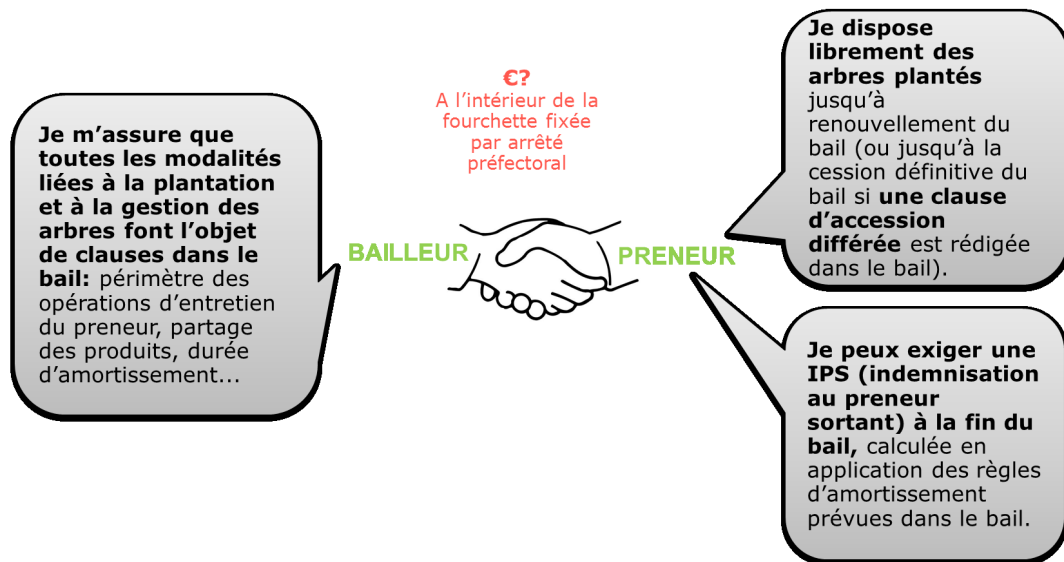 Je m’assure que
toutes les modalités
liées à la plantation
et à la gestion des
arbres font l’objet
de clauses dans le
bail: périmètre des
opérations d’entretien
du preneur, partage
des produits, durée
d’amortissement...
€?
A l’intérieur de la
fourchette fixée
par arrêté
préfectoral
BAILLEUR
PRENEUR
Je dispose
librement des
arbres plantés
jusqu’à
renouvellement du
bail (ou jusqu’à la
cession définitive du
bail si une clause
d’accession
différée est rédigée
dans le bail).
Je peux exiger une
IPS (indemnisation
au preneur
sortant) à la fin du
bail, calculée en
application des règles
d’amortissement
prévues dans le bail.